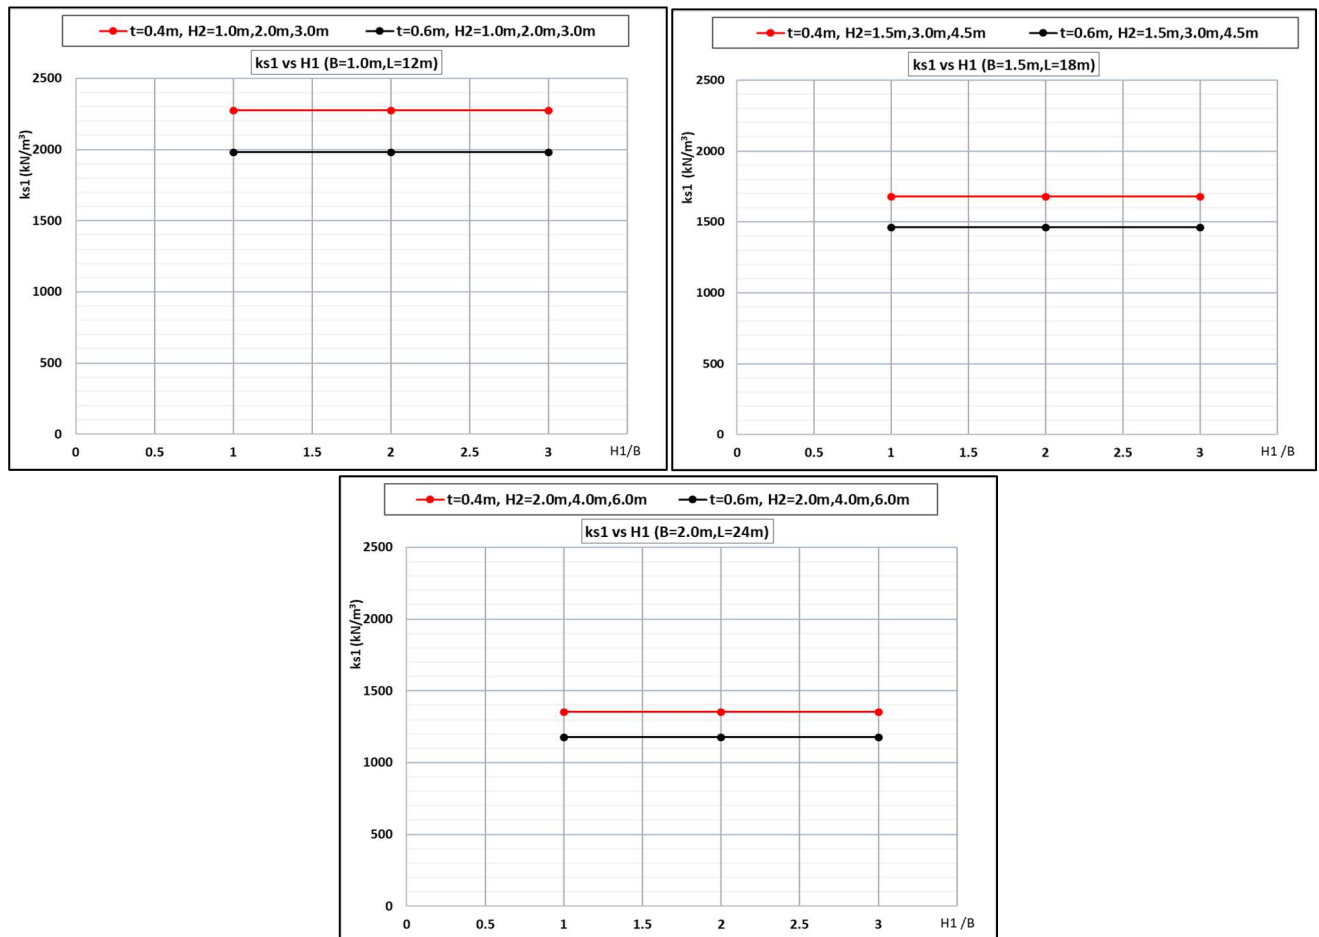 t=0.4m, H2=1.0m,2.0m,3.0m t=0.6m, H2=1.0m,2.0m,3.0m
ks1 vs H1 (B=1.0m,L=12m)
ks1 (kN/m³)
2500
2000
1500
1000
500
0
0 0.5 1 1.5 2 2.5 3 H1/B
t=0.4m, H2=1.5m,3.0m,4.5m t=0.6m, H2=1.5m,3.0m,4.5m
ks1 vs H1 (B=1.5m,L=18m)
ks1 (kN/m³)
2500
2000
1500
1000
500
0
0 0.5 1 1.5 2 2.5 3 H1 /B
t=0.4m, H2=2.0m,4.0m,6.0m t=0.6m, H2=2.0m,4.0m,6.0m
ks1 vs H1 (B=2.0m,L=24m)
ks1 (kN/m³)
2500
2000
1500
1000
500
0
0 0.5 1 1.5 2 2.5 3 H1 /B